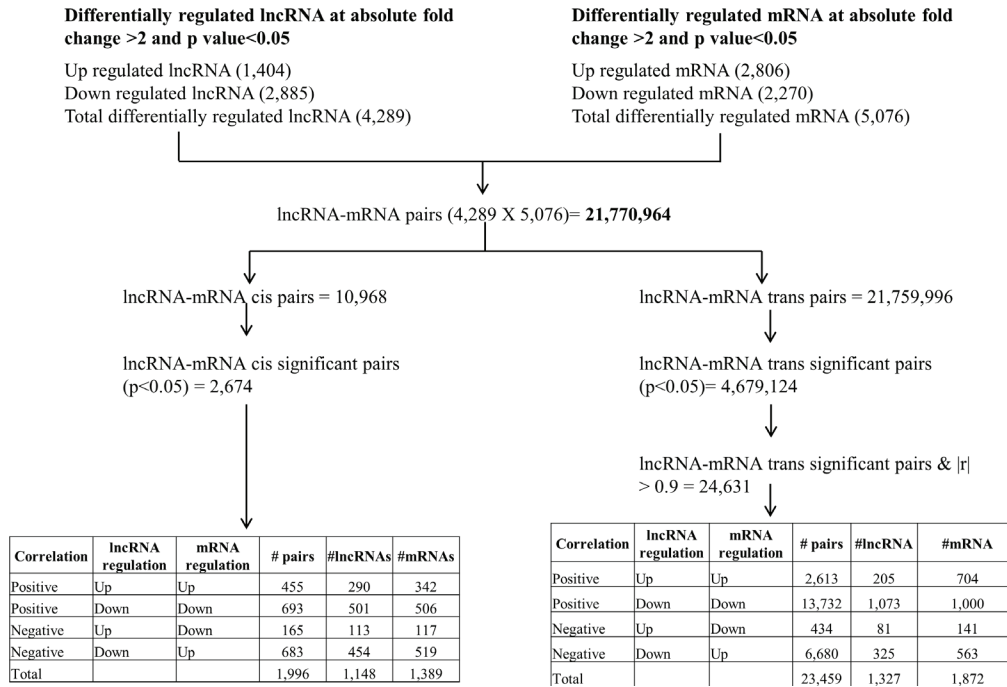 Differentially regulated lncRNA at absolute fold
change >2 and p value<0.05
Up regulated lncRNA (1,404)
Down regulated lncRNA (2,885)
Total differentially regulated lncRNA (4,289)
Differentially regulated mRNA at absolute fold
change >2 and p value<0.05
Up regulated mRNA (2,806)
Down regulated mRNA (2,270)
Total differentially regulated mRNA (5,076)
lncRNA-mRNA pairs (4,289 X 5,076)= 21,770,964
lncRNA-mRNA cis pairs = 10,968
lncRNA-mRNA cis significant pairs
(p<0.05) = 2,674
lncRNA-mRNA trans pairs = 21,759,996
lncRNA-mRNA trans significant pairs
(p<0.05)= 4,679,124
lncRNA-mRNA trans significant pairs & |r|
> 0.9 = 24,631
Correlation lncRNA regulation mRNA regulation # pairs #lncRNAs #mRNAs
Positive Up Up 455 290 342
Positive Down Down 693 501 506
Negative Up Down 165 113 117
Negative Down Up 683 454 519
Total 1,996 1,148 1,389
Correlation lncRNA regulation mRNA regulation # pairs #lncRNA #mRNA
Positive Up Up 2,613 205 704
Positive Down Down 13,732 1,073 1,000
Negative Up Down 434 81 141
Negative Down Up 6,680 325 563
Total 23,459 1,327 1,872